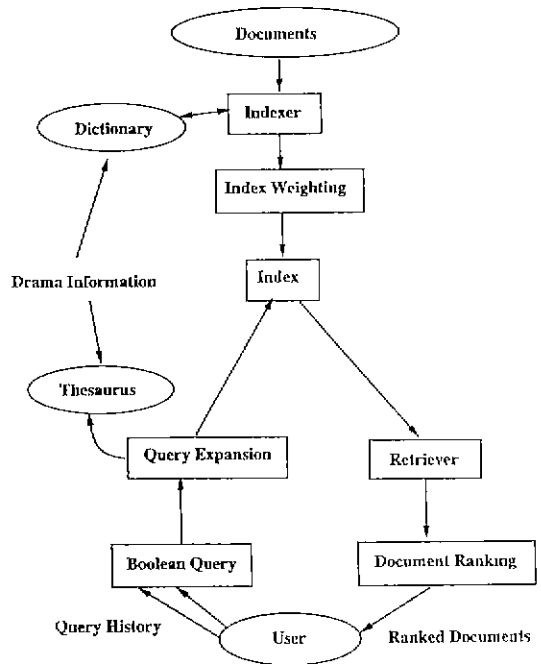 Documents
Indexer
Dictionary
Index Weighting
Drama Information
Index
Thesaurus
Query Expansion
Retriever
Boolean Query
Document Ranking
Query History
User
Ranked Documents